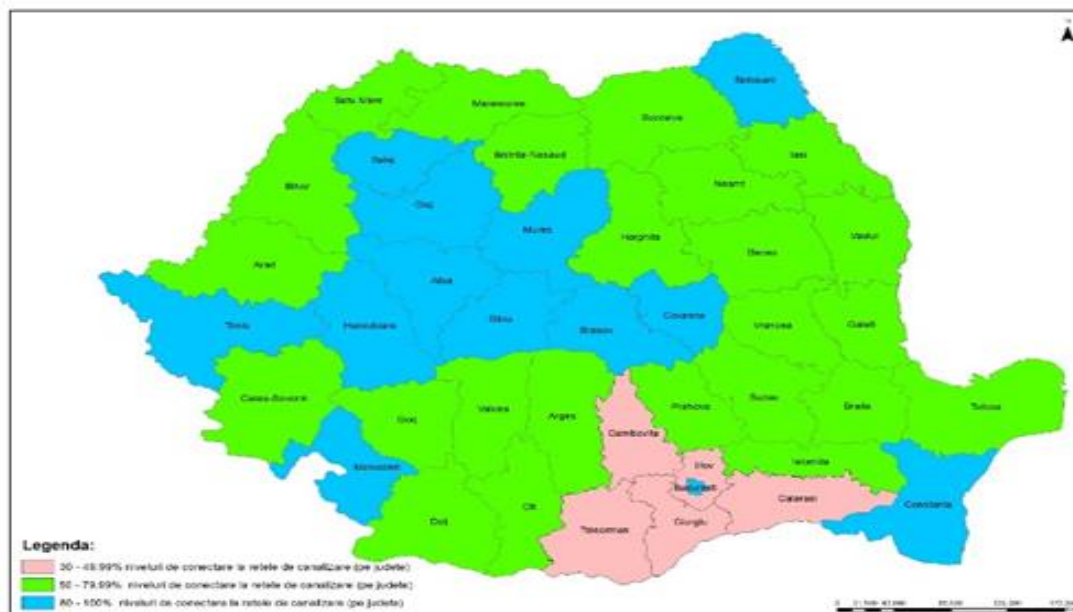 Botosani
Satu Mare
Maramures
Suceava
Bistrita-Nasaud
Iasi
Salaj
Neamt
Bihor
Cluj
Mures
Harghita
Vaslui
Bacau
Arad
Alba
Timis
Hunedoara
Sibiu
Brasov
Covasna
Vrancea
Galati
Caras-Severin
Gorj
Valcea
Arges
Prahova
Buzau
Braila
Tulcea
Dambovita
Ilfov
Ialomita
Mehedinti
Bucuresti
Calarasi
Constanta
Dolj
Olt
Teleorman
Giurgiu
Legenda:
30 - 49.99% niveluri de conectare la retele de canalizare (pe judete)
50 - 79.99% niveluri de conectare la retele de canalizare (pe judete)
80 - 100% niveluri de conectare la retele de canalizare (pe judete)